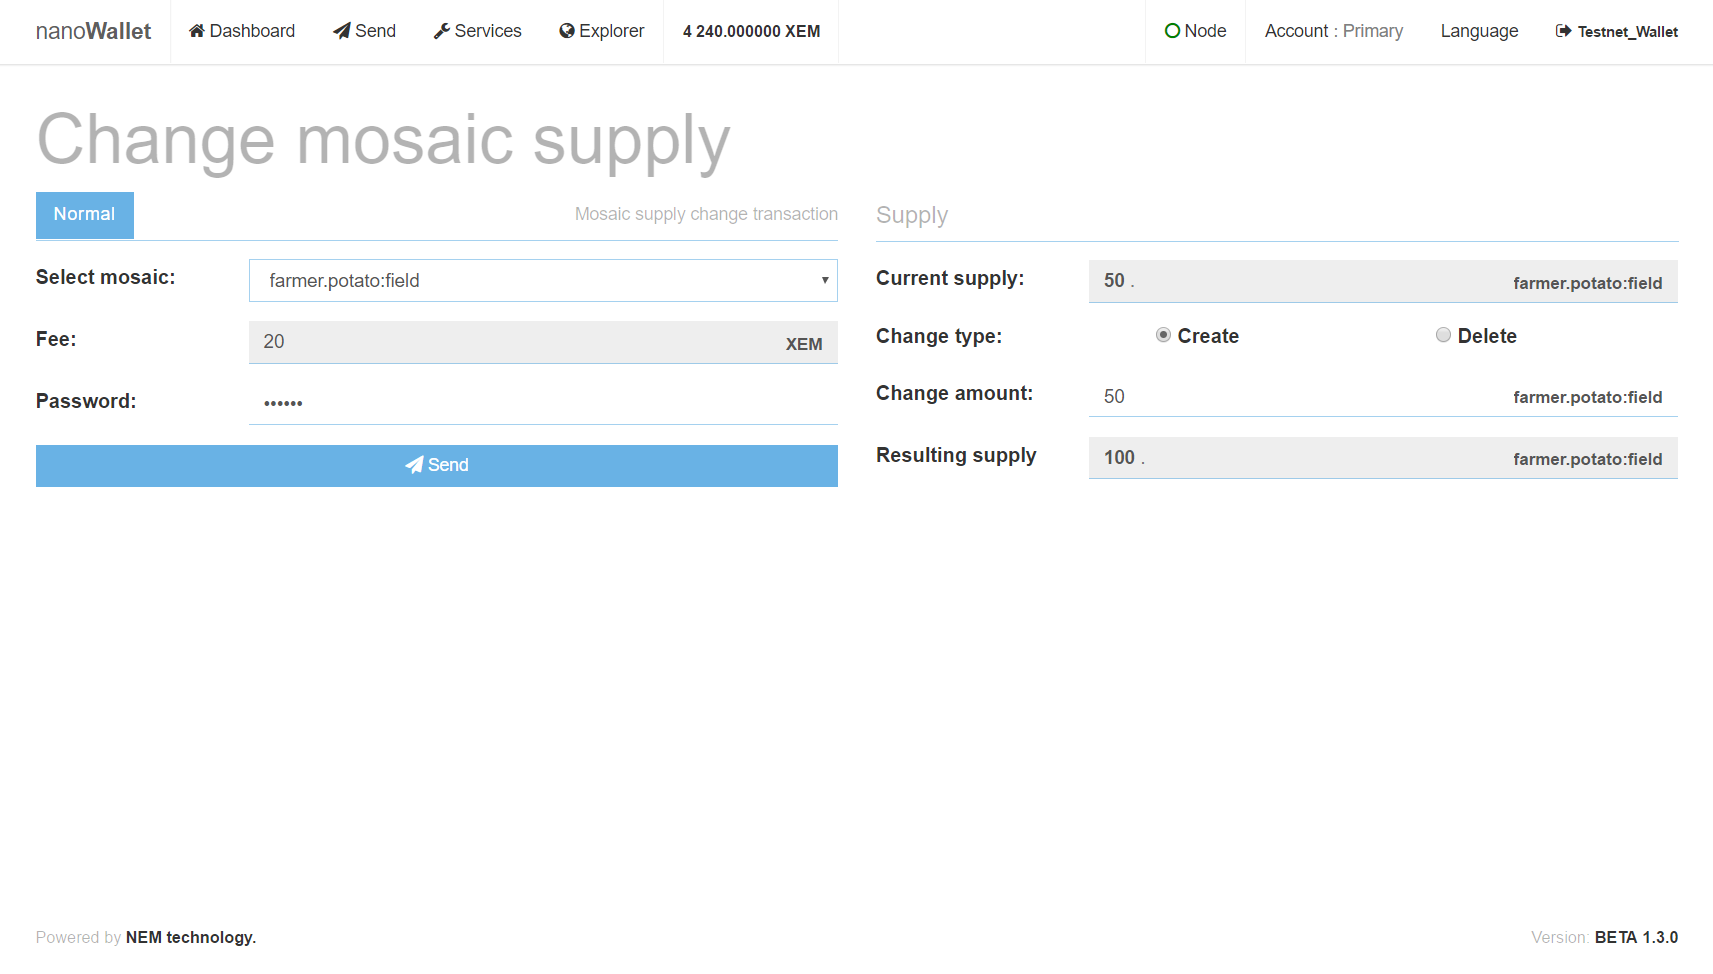 nanoWallet Dashboard Send Services Explorer 4 240.000000 XEM Node Account : Primary Language Testnet_Wallet
Change mosaic supply
Normal Mosaic supply change transaction
Select mosaic: farmer.potato:field
Fee: 20 XEM
Password: ••••••
Send
Supply
Current supply: 50 . farmer.potato:field
Change type: Create Delete
Change amount: 50 farmer.potato:field
Resulting supply 100 . farmer.potato:field
Powered by NEM technology. Version: BETA 1.3.0